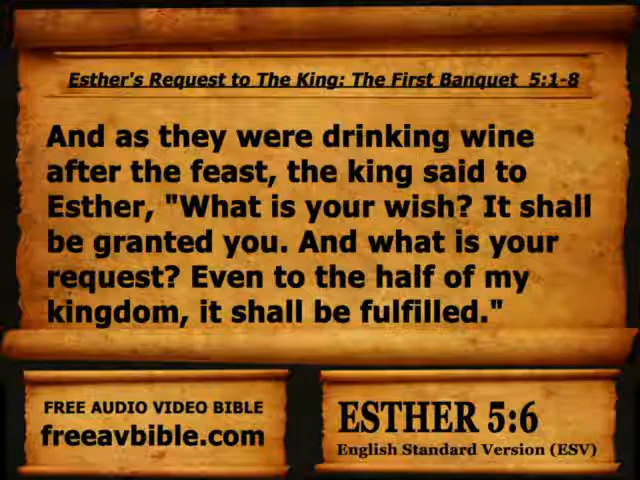 Esther's Request to The King: The First Banquet 5:1-8
And as they were drinking wine
after the feast, the king said to
Esther, "What is your wish? It shall
be granted you. And what is your
request? Even to the half of my
kingdom, it shall be fulfilled."
FREE AUDIO VIDEO BIBLE
freeavbible.com
ESTHER 5:6
English Standard Version (ESV)